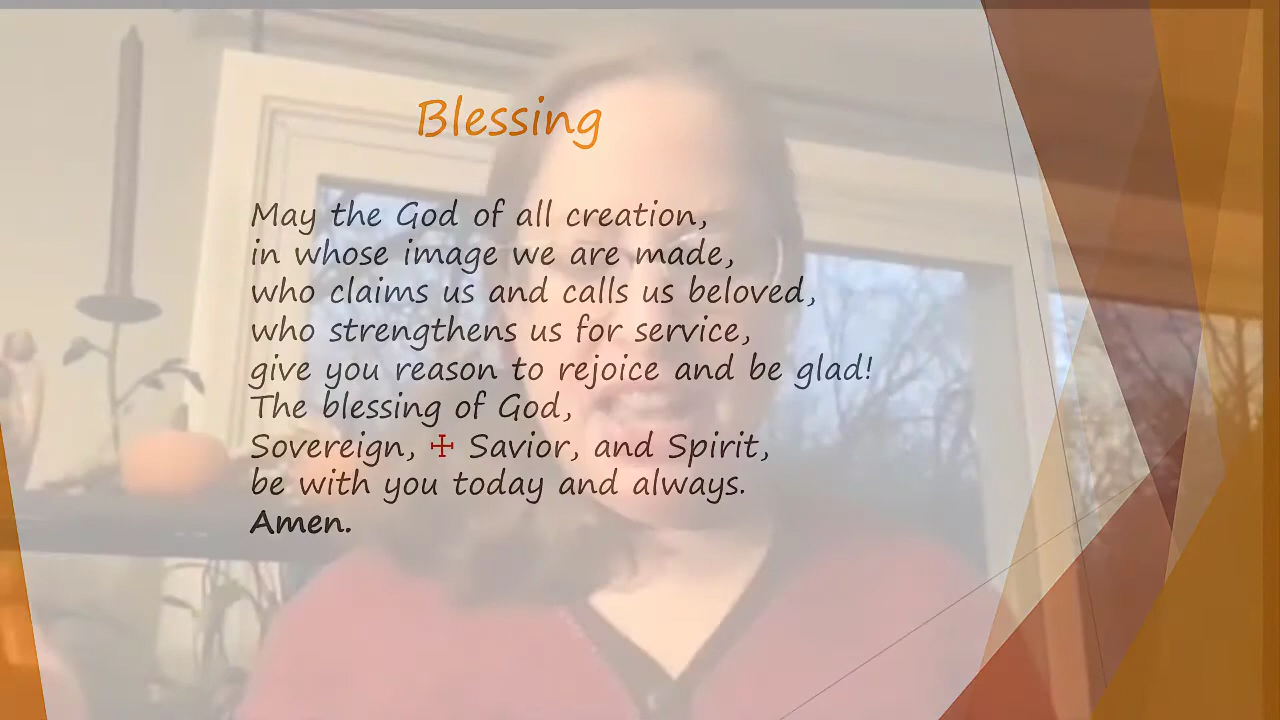 Blessing
May the God of all creation,
in whose image we are made,
who claims us and calls us beloved,
who strengthens us for service,
give you reason to rejoice and be glad!
The blessing of God,
Sovereign, ☩ Savior, and Spirit,
be with you today and always.
Amen.